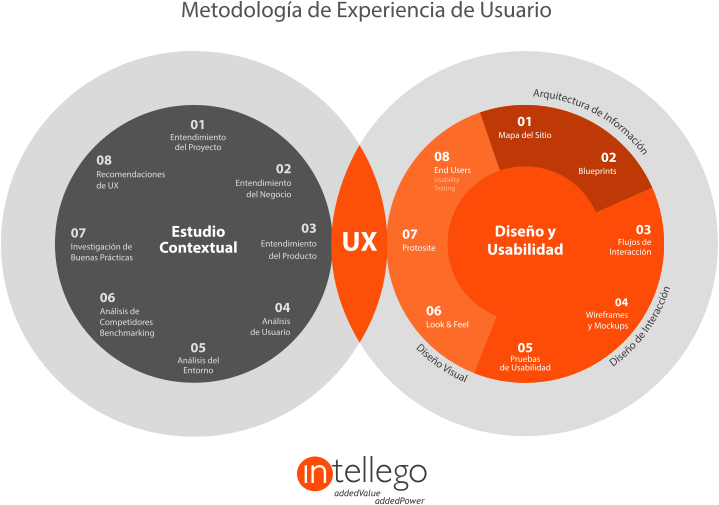 Metodología de Experiencia de Usuario
01
Entendimiento
del Proyecto
02
Entendimiento
del Negocio
03
Entendimiento
del Producto
04
Análisis
de Usuario
05
Análisis del
Entorno
06
Análisis de
Competidores
Benchmarking
07
Investigación de
Buenas Prácticas
08
Recomendaciones
de UX
Estudio
Contextual
UX
Diseño y
Usabilidad
Arquitectura de Información
01
Mapa del Sitio
02
Blueprints
03
Flujos de
Interacción
04
Wireframes
y Mockups
Diseño de Interacción
05
Pruebas
de Usabilidad
06
Look & Feel
Diseño Visual
07
Protosite
08
End Users
Usability
Testing
intellego
addedValue
addedPower